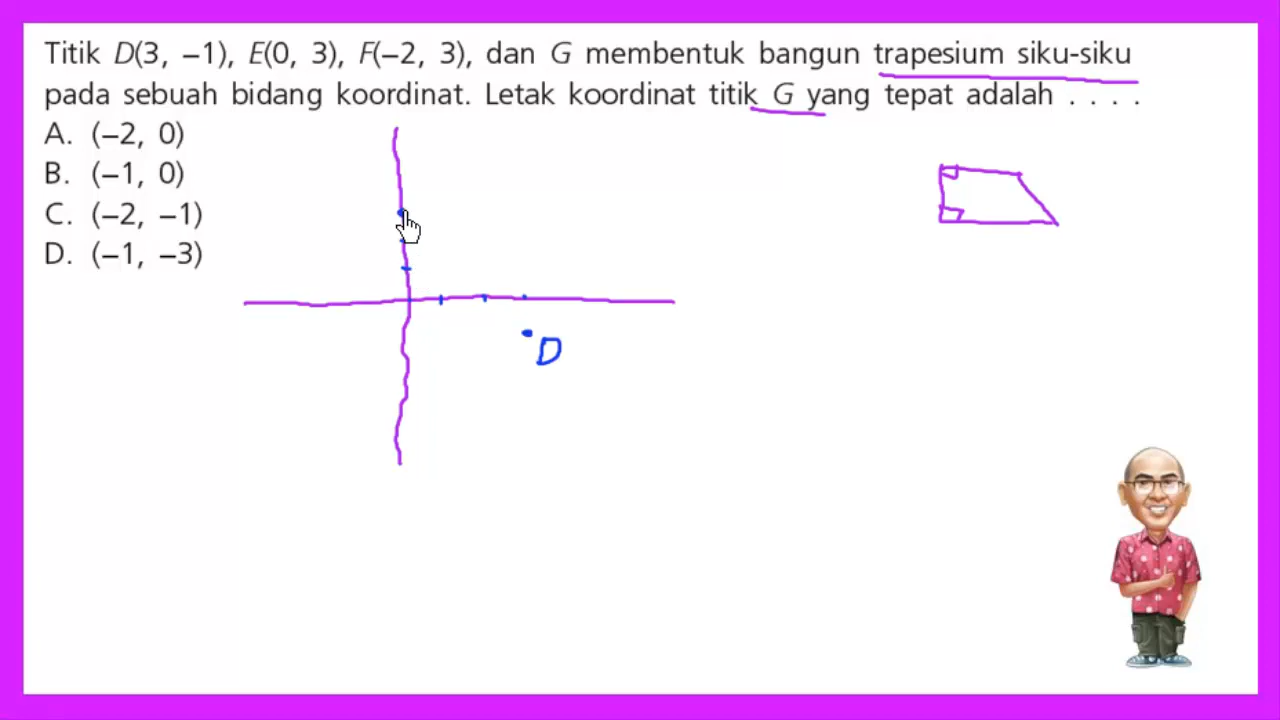 Titik D(3, −1), E(0, 3), F(−2, 3), dan G membentuk bangun trapesium siku-siku
pada sebuah bidang koordinat. Letak koordinat titik G yang tepat adalah . . . .
A. (−2, 0)
B. (−1, 0)
C. (−2, −1)
D. (−1, −3)
D